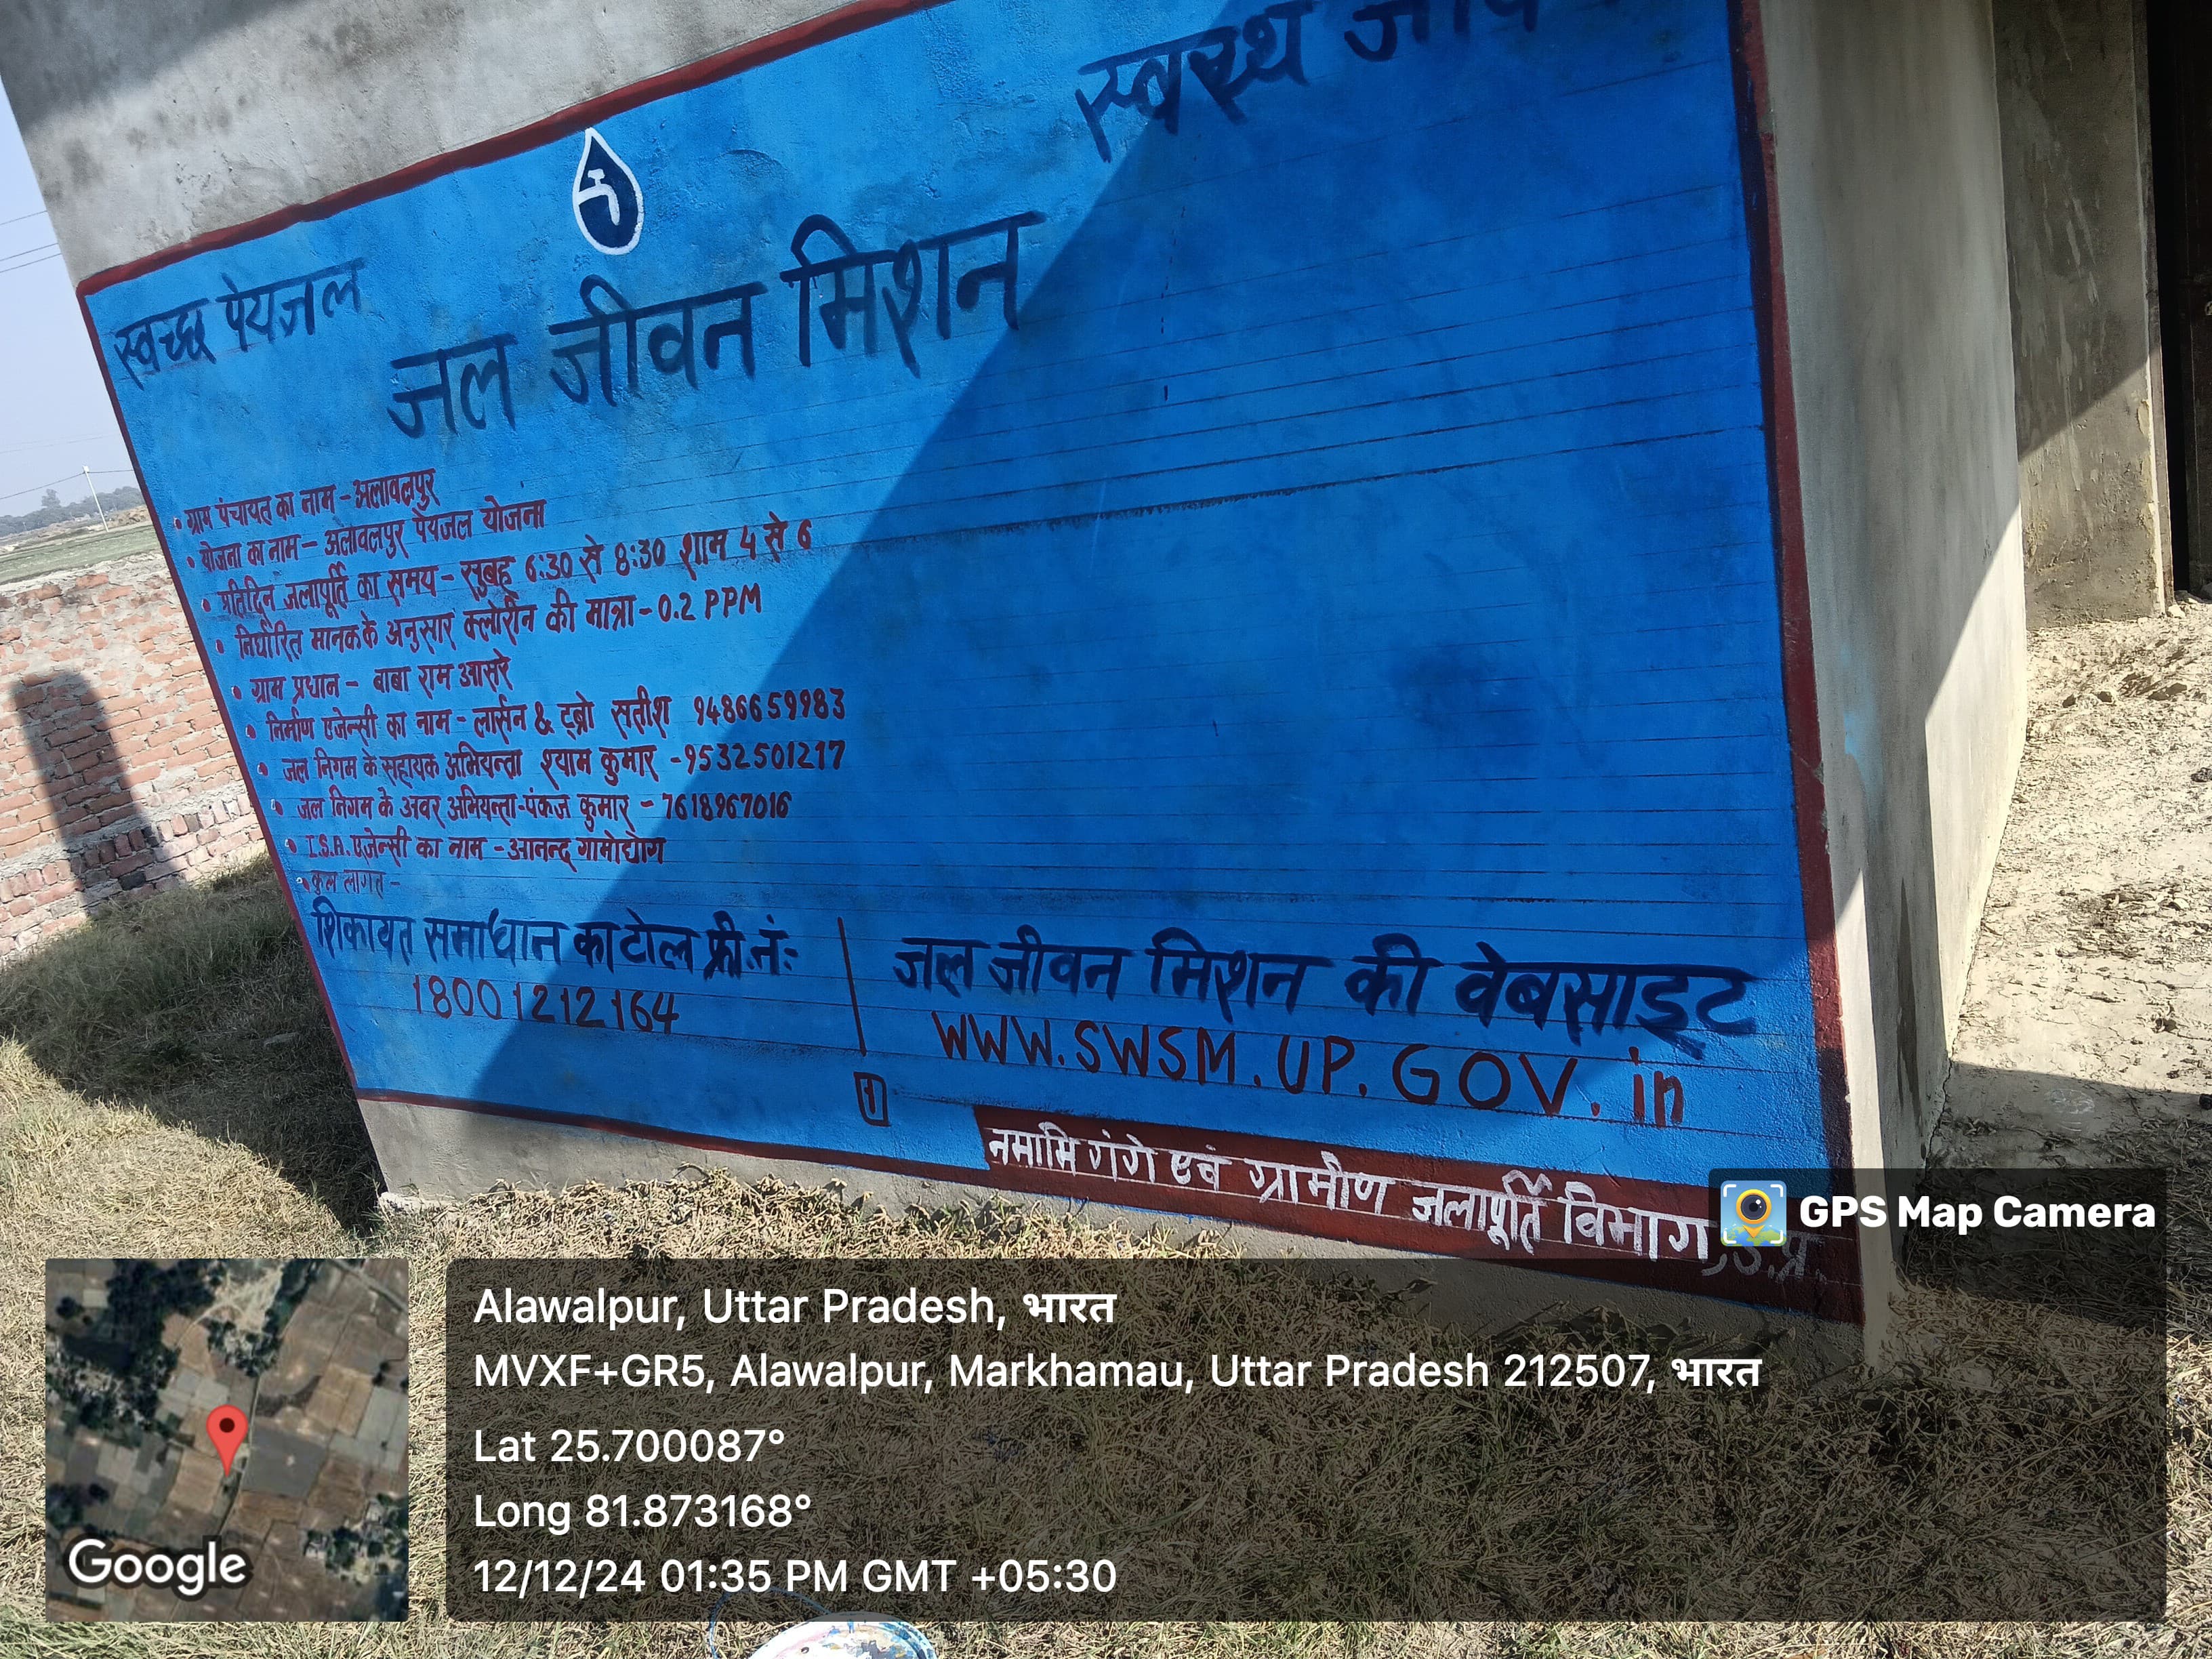 स्वच्छ पेयजल
स्वस्थ
जल जीवन मिशन
• ग्राम पंचायत का नाम - अलावलपुर
• योजना का नाम - अलावलपुर पेयजल योजना
• प्रतिदिन जलापूर्ति का समय - सुबह 6:30 से 8:30 शाम 4 से 6
• निर्धारित मानक के अनुसार क्लोरीन की मात्रा - 0.2 PPM
• ग्राम प्रधान - बाबा राम आसरे
• निर्माण एजेन्सी का नाम - लार्सन & टूब्रो सतीश 9486659983
• जल निगम के सहायक अभियन्ता श्याम कुमार - 9532501217
• जल निगम के अवर अभियन्ता - पंकज कुमार - 7618967016
• I.S.A. एजेन्सी का नाम - आनन्द गामोद्योग
• कुल लागत -
शिकायत समाधान का टोल फ्री. नं:
18001212164
जल जीवन मिशन की वेबसाइट
WWW.SWSM.UP.GOV.in
नमामि गंगे एवं ग्रामीण जलापूर्ति विभाग, उ.प्र.
GPS Map Camera
Alawalpur, Uttar Pradesh, भारत
MVXF+GR5, Alawalpur, Markhamau, Uttar Pradesh 212507, भारत
Lat 25.700087°
Long 81.873168°
12/12/24 01:35 PM GMT +05:30
Google